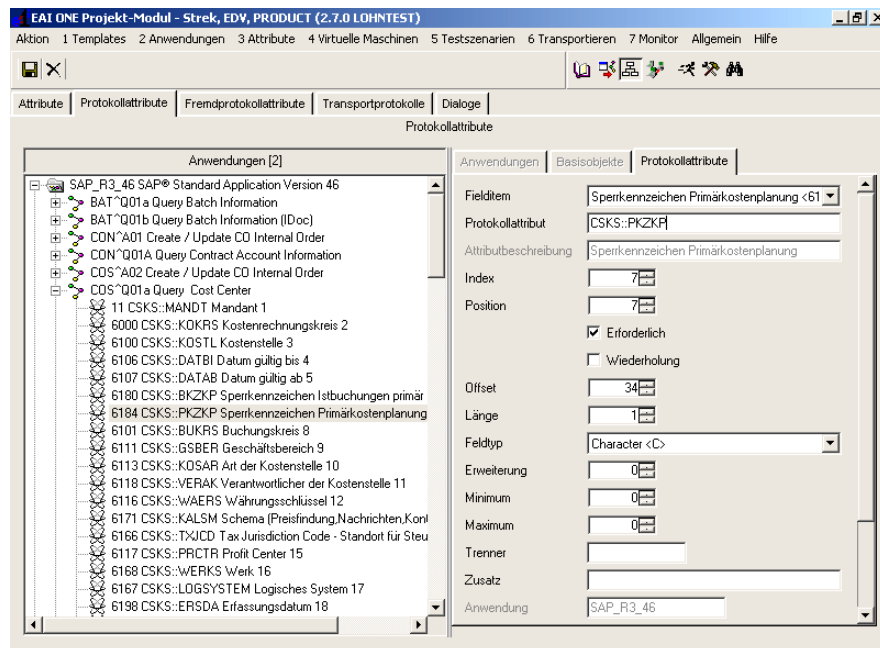 EAI ONE Projekt-Modul - Strek, EDV, PRODUCT (2.7.0 LOHNTEST)
Aktion 1 Templates 2 Anwendungen 3 Attribute 4 Virtuelle Maschinen 5 Testszenarien 6 Transportieren 7 Monitor Allgemein Hilfe
Attribute Protokollattribute Fremdprotokollattribute Transportprotokolle Dialoge
Protokollattribute
Anwendungen [2]
SAP_R3_46 SAP® Standard Application Version 46
BAT^Q01a Query Batch Information
BAT^Q01b Query Batch Information (IDoc)
CON^A01 Create / Update CO Internal Order
CON^Q01A Query Contract Account Information
COS^A02 Create / Update CO Internal Order
COS^Q01a Query Cost Center
11 CSKS::MANDT Mandant 1
6000 CSKS::KOKRS Kostenrechnungskreis 2
6100 CSKS::KOSTL Kostenstelle 3
6106 CSKS::DATBI Datum gültig bis 4
6107 CSKS::DATAB Datum gültig ab 5
6180 CSKS::BKZKP Sperrkennzeichen Istbuchungen primär
6184 CSKS::PKZKP Sperrkennzeichen Primärkostenplanung
6101 CSKS::BUKRS Buchungskreis 8
6111 CSKS::GSBER Geschäftsbereich 9
6113 CSKS::KOSAR Art der Kostenstelle 10
6118 CSKS::VERAK Verantwortlicher der Kostenstelle 11
6116 CSKS::WAERS Währungsschlüssel 12
6171 CSKS::KALSM Schema (Preisfindung,Nachrichten,Kont
6166 CSKS::TXJCD Tax Jurisdiction Code - Standort für Steu
6117 CSKS::PRCTR Profit Center 15
6168 CSKS::WERKS Werk 16
6167 CSKS::LOGSYSTEM Logisches System 17
6198 CSKS::ERSDA Erfassungsdatum 18
Anwendungen Basisobjekte Protokollattribute
Fielditem Sperrkennzeichen Primärkostenplanung <61
Protokollattribut CSKS::PKZKP
Attributbeschreibung Sperrkennzeichen Primärkostenplanung
Index 7
Position 7
Erforderlich
Wiederholung
Offset 34
Länge 1
Feldtyp Character <C>
Erweiterung 0
Minimum 0
Maximum 0
Trenner
Zusatz
Anwendung SAP_R3_46